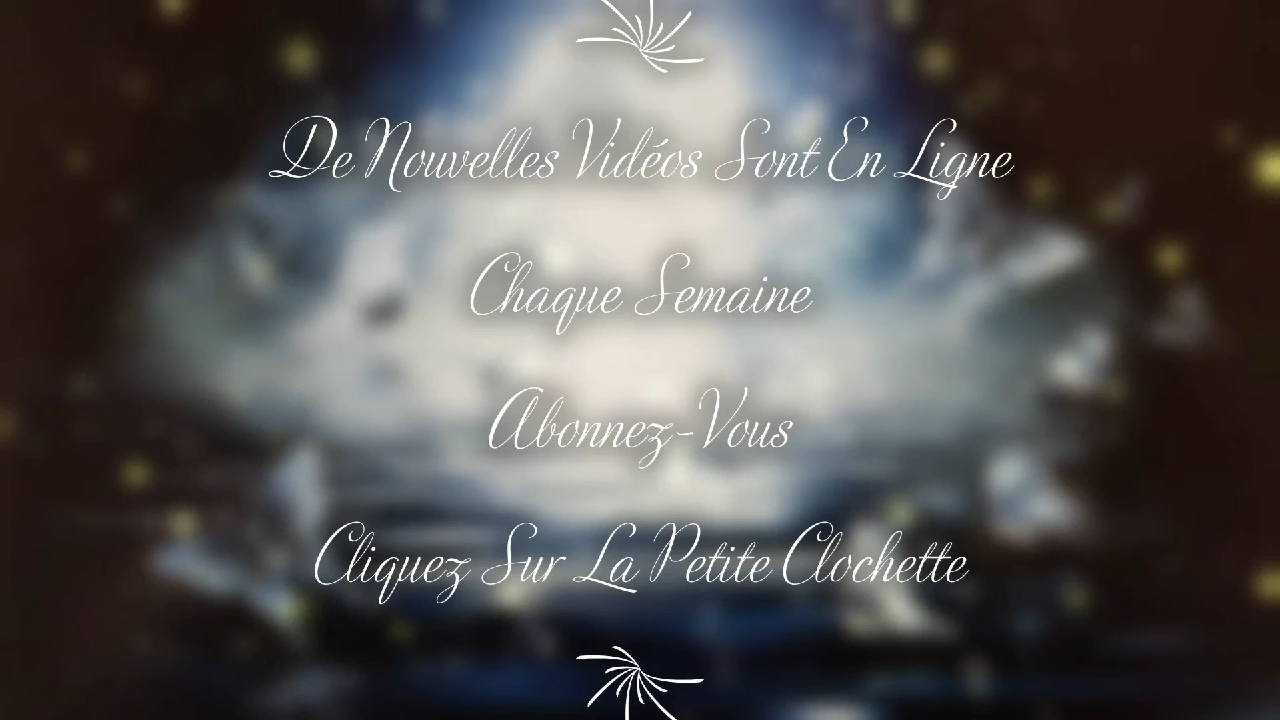 De Nouvelles Vidéos Sont En Ligne
Chaque Semaine
Abonnez-Vous
Cliquez Sur La Petite Clochette